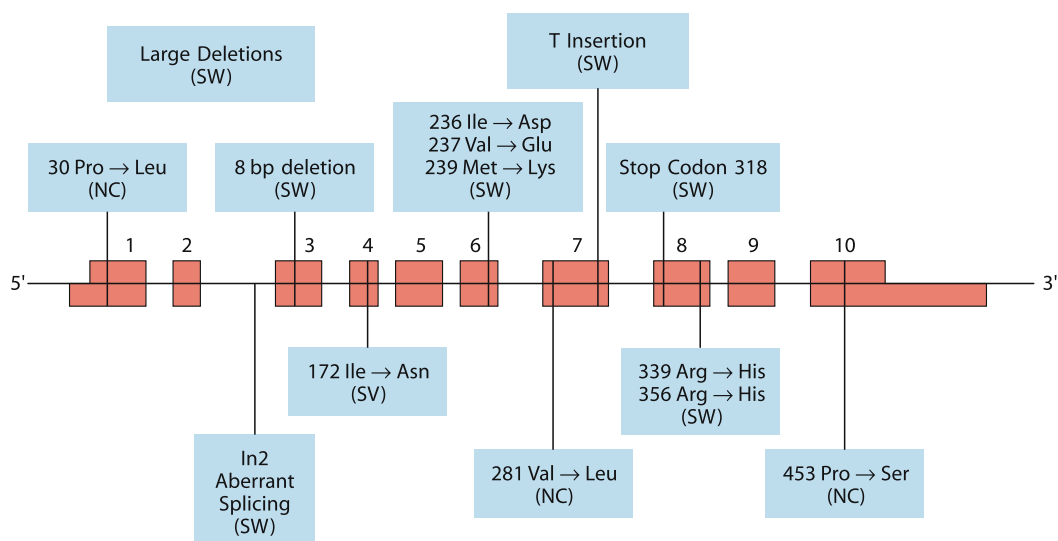 Large Deletions
(SW)
T Insertion
(SW)
30 Pro → Leu
(NC)
8 bp deletion
(SW)
236 Ile → Asp
237 Val → Glu
239 Met → Lys
(SW)
Stop Codon 318
(SW)
1 2 3 4 5 6 7 8 9 10
5' 3'
172 Ile → Asn
(SV)
339 Arg → His
356 Arg → His
(SW)
In2
Aberrant
Splicing
(SW)
281 Val → Leu
(NC)
453 Pro → Ser
(NC)